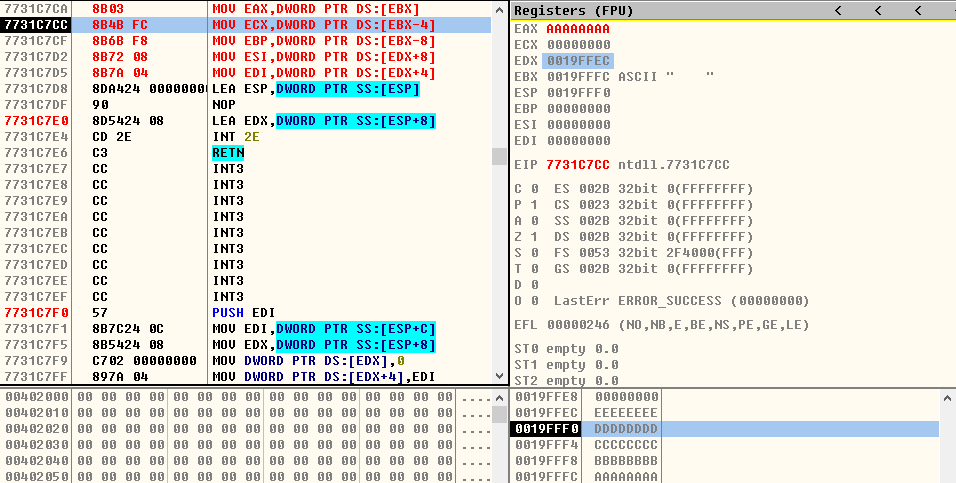 7731C7CA 8B03 MOV EAX,DWORD PTR DS:[EBX]
7731C7CC 8B4B FC MOV ECX,DWORD PTR DS:[EBX-4]
7731C7CF 8B6B F8 MOV EBP,DWORD PTR DS:[EBX-8]
7731C7D2 8B72 08 MOV ESI,DWORD PTR DS:[EDX+8]
7731C7D5 8B7A 04 MOV EDI,DWORD PTR DS:[EDX+4]
7731C7D8 8DA424 0000000 LEA ESP,DWORD PTR SS:[ESP]
7731C7DF 90 NOP
7731C7E0 8D5424 08 LEA EDX,DWORD PTR SS:[ESP+8]
7731C7E4 CD 2E INT 2E
7731C7E6 C3 RETN
7731C7E7 CC INT3
7731C7E8 CC INT3
7731C7E9 CC INT3
7731C7EA CC INT3
7731C7EB CC INT3
7731C7EC CC INT3
7731C7ED CC INT3
7731C7EE CC INT3
7731C7EF CC INT3
7731C7F0 57 PUSH EDI
7731C7F1 8B7C24 0C MOV EDI,DWORD PTR SS:[ESP+C]
7731C7F5 8B5424 08 MOV EDX,DWORD PTR SS:[ESP+8]
7731C7F9 C702 00000000 MOV DWORD PTR DS:[EDX],0
7731C7FF 897A 04 MOV DWORD PTR DS:[EDX+4],EDI
Registers (FPU) < < <
EAX AAAAAAAA
ECX 00000000
EDX 0019FFEC
EBX 0019FFFC ASCII "    "
ESP 0019FFF0
EBP 00000000
ESI 00000000
EDI 00000000
EIP 7731C7CC ntdll.7731C7CC
C 0 ES 002B 32bit 0(FFFFFFFF)
P 1 CS 0023 32bit 0(FFFFFFFF)
A 0 SS 002B 32bit 0(FFFFFFFF)
Z 1 DS 002B 32bit 0(FFFFFFFF)
S 0 FS 0053 32bit 2F4000(FFF)
T 0 GS 002B 32bit 0(FFFFFFFF)
D 0
O 0 LastErr ERROR_SUCCESS (00000000)
EFL 00000246 (NO,NB,E,BE,NS,PE,GE,LE)
ST0 empty 0.0
ST1 empty 0.0
ST2 empty 0.0
00402000 00 00 00 00 00 00 00 00 00 00 00 00 00 00 00 00 ....
00402010 00 00 00 00 00 00 00 00 00 00 00 00 00 00 00 00 ....
00402020 00 00 00 00 00 00 00 00 00 00 00 00 00 00 00 00 ....
00402030 00 00 00 00 00 00 00 00 00 00 00 00 00 00 00 00 ....
00402040 00 00 00 00 00 00 00 00 00 00 00 00 00 00 00 00 ....
00402050 00 00 00 00 00 00 00 00 00 00 00 00 00 00 00 00 ....
0019FFE8 00000000
0019FFEC EEEEEEEE
0019FFF0 DDDDDDDD
0019FFF4 CCCCCCCC
0019FFF8 BBBBBBBB
0019FFFC AAAAAAAA